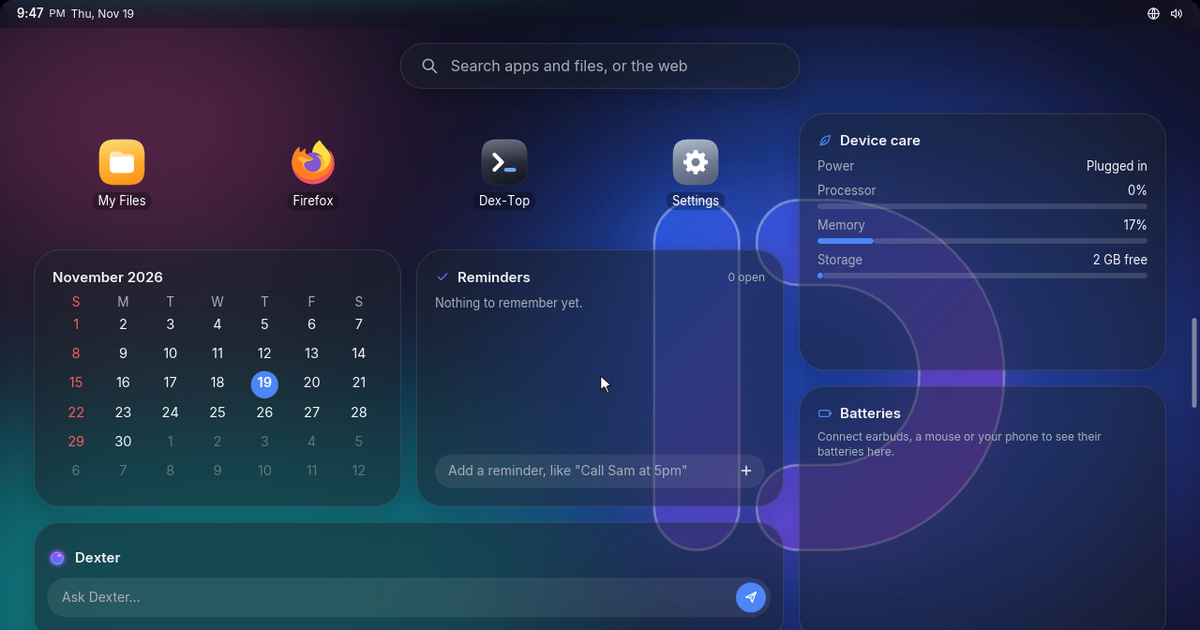 9:47 PM Thu, Nov 19
Search apps and files, or the web
My Files
Firefox
Dex-Top
Settings
Device care
Power Plugged in
Processor 0%
Memory 17%
Storage 2 GB free
November 2026
S M T W T F S
1 2 3 4 5 6 7
8 9 10 11 12 13 14
15 16 17 18 19 20 21
22 23 24 25 26 27 28
29 30 1 2 3 4 5
6 7 8 9 10 11 12
Reminders 0 open
Nothing to remember yet.
Add a reminder, like "Call Sam at 5pm" +
Batteries
Connect earbuds, a mouse or your phone to see their
batteries here.
Dexter
Ask Dexter...